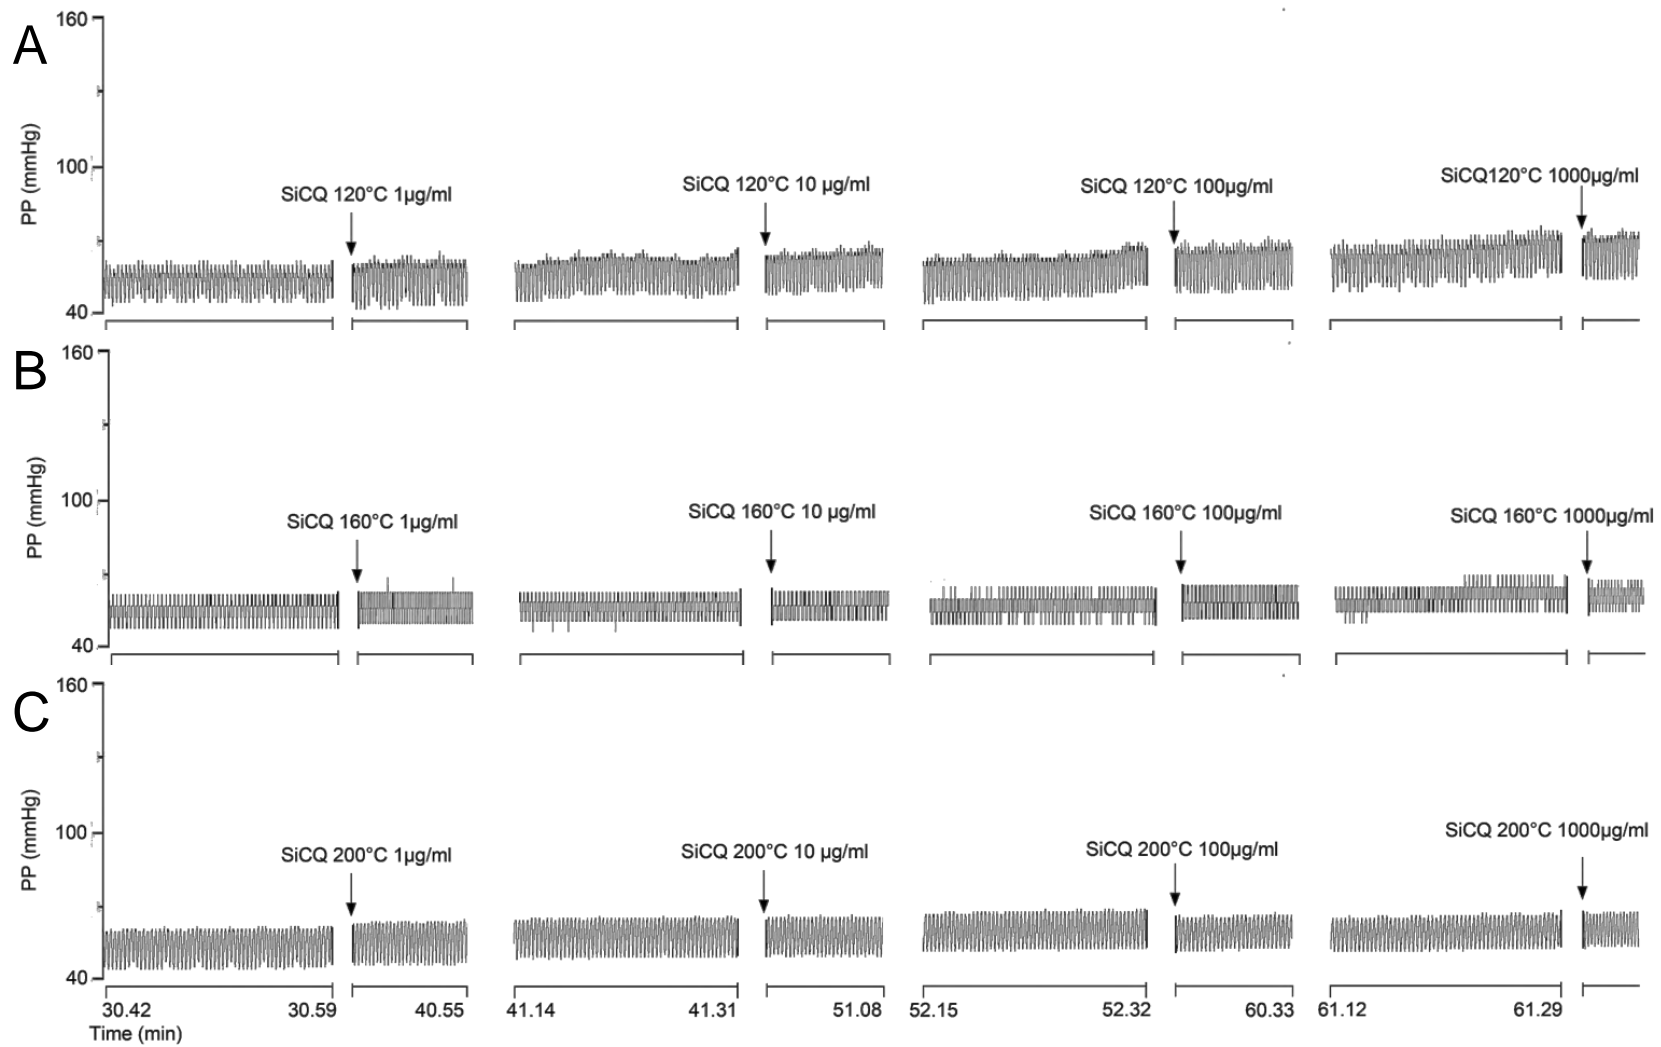 A
160
100
40
PP (mmHg)
SiCQ 120°C 1µg/ml
SiCQ 120°C 10 µg/ml
SiCQ 120°C 100µg/ml
SiCQ120°C 1000µg/ml
B
160
100
40
PP (mmHg)
SiCQ 160°C 1µg/ml
SiCQ 160°C 10 µg/ml
SiCQ 160°C 100µg/ml
SiCQ 160°C 1000µg/ml
C
160
100
40
PP (mmHg)
SiCQ 200°C 1µg/ml
SiCQ 200°C 10 µg/ml
SiCQ 200°C 100µg/ml
SiCQ 200°C 1000µg/ml
30.42 30.59 40.55 41.14 41.31 51.08 52.15 52.32 60.33 61.12 61.29
Time (min)